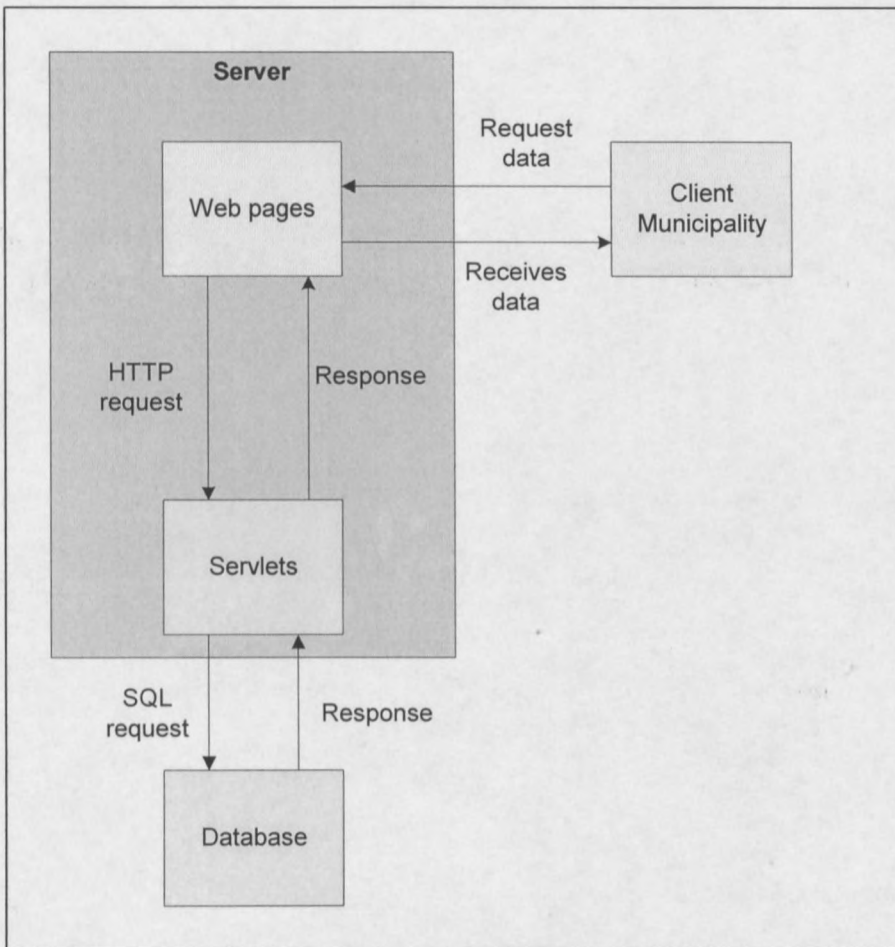 Server
Request
data
Web pages
Client
Municipality
Receives
data
HTTP
request
Response
Servlets
SQL
request
Response
Database